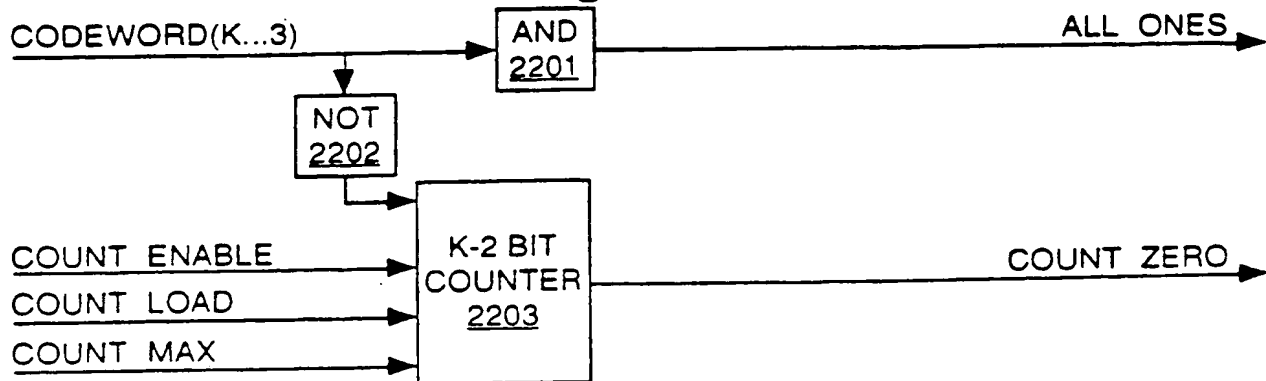 CODEWORD(K...3)
AND
2201
ALL ONES
NOT
2202
K-2 BIT
COUNTER
2203
COUNT ENABLE
COUNT LOAD
COUNT MAX
COUNT ZERO